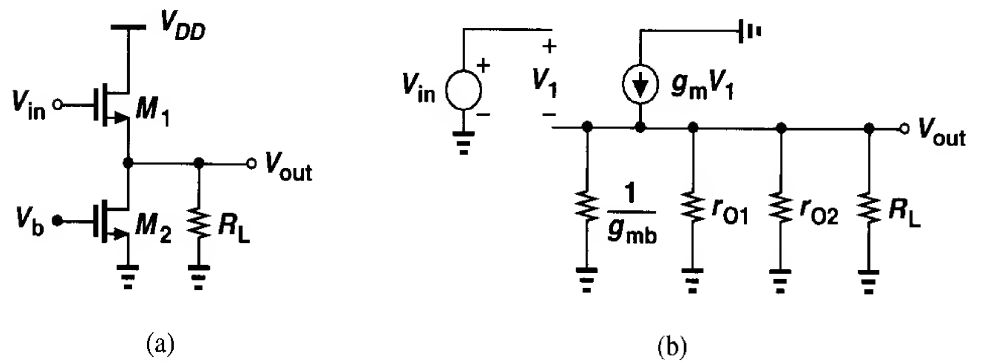 V_DD
V_in
M_1
V_out
V_b
M_2
R_L
(a)
V_in
+
−
+
V_1
−
g_mV_1
V_out
1
g_mb
r_O1
r_O2
R_L
(b)